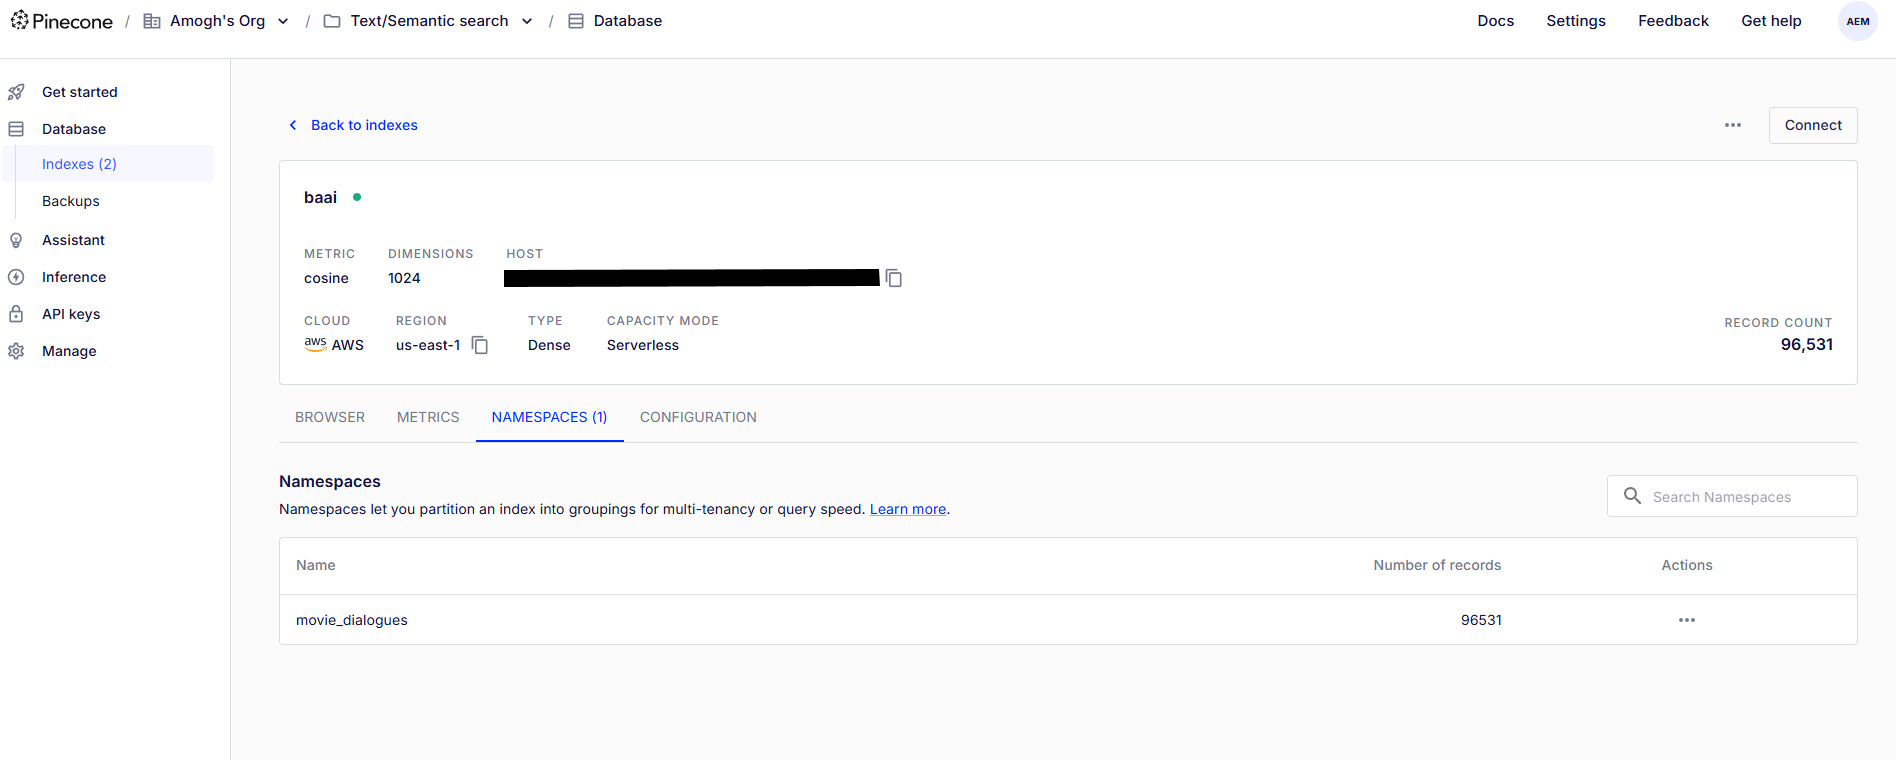 Pinecone / Amogh's Org / Text/Semantic search / Database
Docs Settings Feedback Get help AEM
Get started
Database
Indexes (2)
Backups
Assistant
Inference
API keys
Manage
Back to indexes
Connect
baai
METRIC DIMENSIONS HOST
cosine 1024
CLOUD REGION TYPE CAPACITY MODE
aws AWS us-east-1 Dense Serverless
RECORD COUNT
96,531
BROWSER METRICS NAMESPACES (1) CONFIGURATION
Namespaces
Namespaces let you partition an index into groupings for multi-tenancy or query speed. Learn more.
Search Namespaces
Name Number of records Actions
movie_dialogues 96531